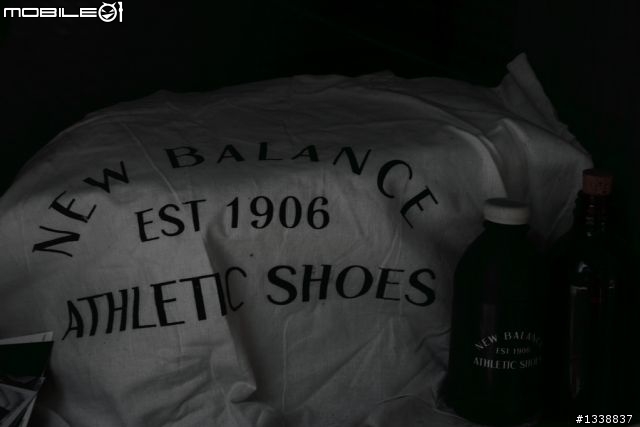 MOBILE01
NEW BALANCE
EST 1906
ATHLETIC SHOES
NEW BALANCE
EST 1906
ATHLETIC SHOES
#1338837